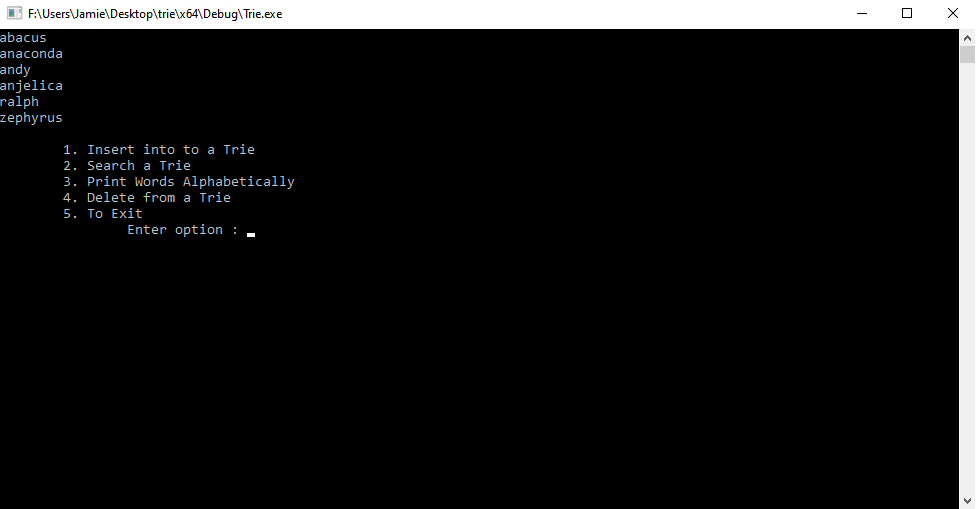 F:\Users\Jamie\Desktop\trie\x64\Debug\Trie.exe
abacus
anaconda
andy
anjelica
ralph
zephyrus
1. Insert into to a Trie
2. Search a Trie
3. Print Words Alphabetically
4. Delete from a Trie
5. To Exit
Enter option :